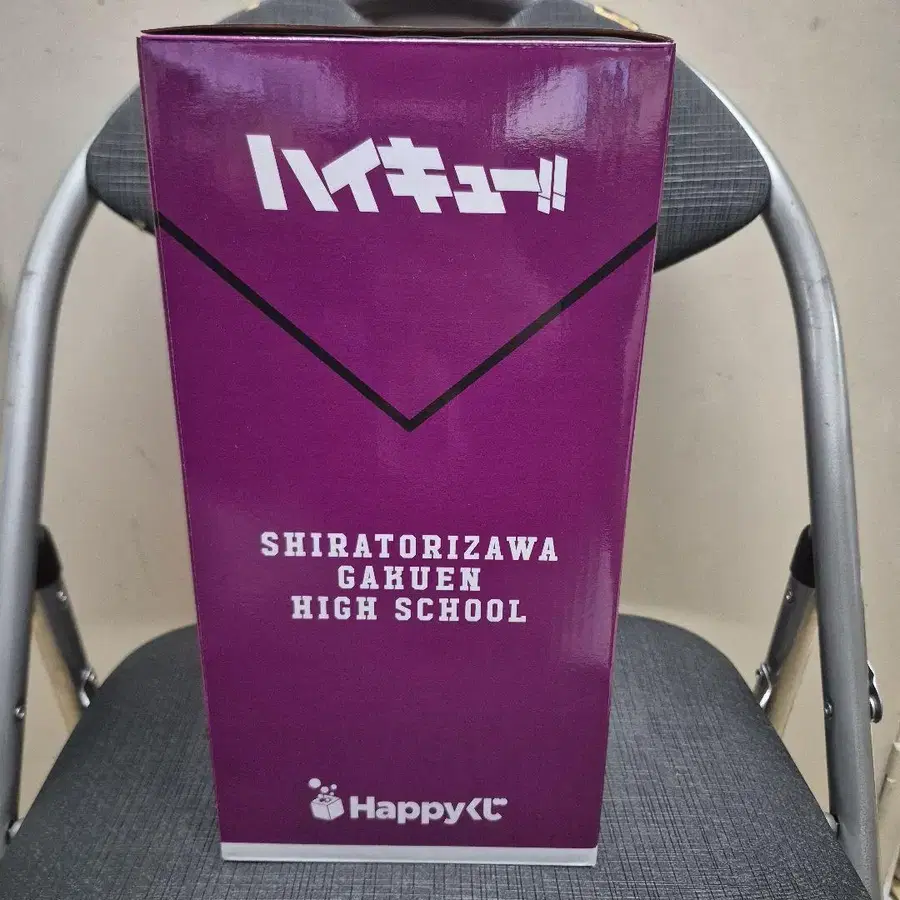 ハイキュー!!
SHIRATORIZAWA
GAKUEN
HIGH SCHOOL
Happyくじ